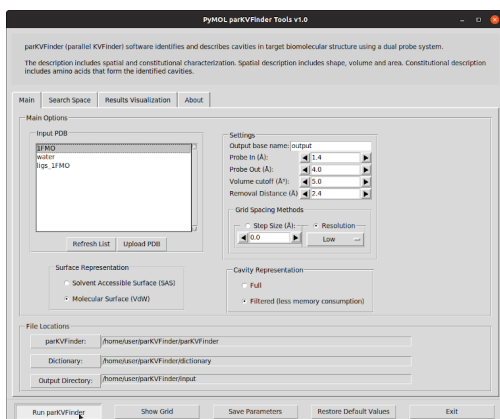 PyMOL parKVFinder Tools v1.0
parKVFinder (parallel KVFinder) software identifies and describes cavities in target biomolecular structure using a dual probe system.
The description includes spatial and constitutional characterization. Spatial description includes shape, volume and area. Constitutional description
includes amino acids that form the identified cavities.
Main Search Space Results Visualization About
Main Options
Input PDB
1FMO
water
ligs_1FMO
Refresh List Upload PDB
Settings
Output base name: output
Probe In (Å): 1.4
Probe Out (Å): 4.0
Volume cutoff (Å³): 5.0
Removal Distance (Å) 2.4
Grid Spacing Methods
Step Size (Å): Resolution
0.0 Low
Surface Representation
Solvent Accessible Surface (SAS)
Molecular Surface (VdW)
Cavity Representation
Full
Filtered (less memory consumption)
File Locations
parKVFinder: /home/user/parKVFinder/parKVFinder
Dictionary: /home/user/parKVFinder/dictionary
Output Directory: /home/user/parKVFinder/input
Run parKVFinder Show Grid Save Parameters Restore Default Values Exit